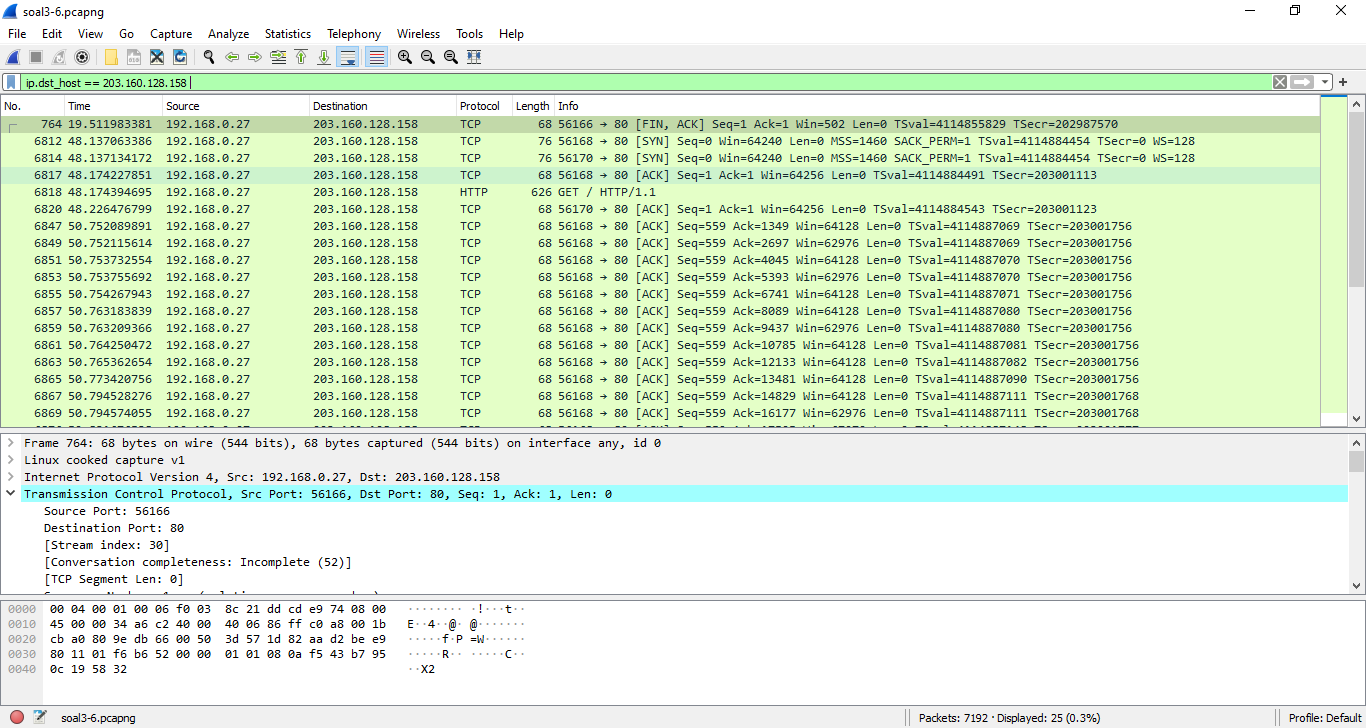 soal3-6.pcapng
File Edit View Go Capture Analyze Statistics Telephony Wireless Tools Help
ip.dst_host == 203.160.128.158
No. Time Source Destination Protocol Length Info
764 19.511983381 192.168.0.27 203.160.128.158 TCP 68 56166 → 80 [FIN, ACK] Seq=1 Ack=1 Win=502 Len=0 TSval=4114855829 TSecr=202987570
6812 48.137063386 192.168.0.27 203.160.128.158 TCP 76 56168 → 80 [SYN] Seq=0 Win=64240 Len=0 MSS=1460 SACK_PERM=1 TSval=4114884454 TSecr=0 WS=128
6814 48.137134172 192.168.0.27 203.160.128.158 TCP 76 56170 → 80 [SYN] Seq=0 Win=64240 Len=0 MSS=1460 SACK_PERM=1 TSval=4114884454 TSecr=0 WS=128
6817 48.174227851 192.168.0.27 203.160.128.158 TCP 68 56168 → 80 [ACK] Seq=1 Ack=1 Win=64256 Len=0 TSval=4114884491 TSecr=203001113
6818 48.174394695 192.168.0.27 203.160.128.158 HTTP 626 GET / HTTP/1.1
6820 48.226476799 192.168.0.27 203.160.128.158 TCP 68 56170 → 80 [ACK] Seq=1 Ack=1 Win=64256 Len=0 TSval=4114884543 TSecr=203001123
6847 50.752089891 192.168.0.27 203.160.128.158 TCP 68 56168 → 80 [ACK] Seq=559 Ack=1349 Win=64128 Len=0 TSval=4114887069 TSecr=203001756
6849 50.752115614 192.168.0.27 203.160.128.158 TCP 68 56168 → 80 [ACK] Seq=559 Ack=2697 Win=62976 Len=0 TSval=4114887069 TSecr=203001756
6851 50.753732554 192.168.0.27 203.160.128.158 TCP 68 56168 → 80 [ACK] Seq=559 Ack=4045 Win=64128 Len=0 TSval=4114887070 TSecr=203001756
6853 50.753755692 192.168.0.27 203.160.128.158 TCP 68 56168 → 80 [ACK] Seq=559 Ack=5393 Win=62976 Len=0 TSval=4114887070 TSecr=203001756
6855 50.754267943 192.168.0.27 203.160.128.158 TCP 68 56168 → 80 [ACK] Seq=559 Ack=6741 Win=64128 Len=0 TSval=4114887071 TSecr=203001756
6857 50.763183839 192.168.0.27 203.160.128.158 TCP 68 56168 → 80 [ACK] Seq=559 Ack=8089 Win=64128 Len=0 TSval=4114887080 TSecr=203001756
6859 50.763209366 192.168.0.27 203.160.128.158 TCP 68 56168 → 80 [ACK] Seq=559 Ack=9437 Win=62976 Len=0 TSval=4114887080 TSecr=203001756
6861 50.764250472 192.168.0.27 203.160.128.158 TCP 68 56168 → 80 [ACK] Seq=559 Ack=10785 Win=64128 Len=0 TSval=4114887081 TSecr=203001756
6863 50.765362654 192.168.0.27 203.160.128.158 TCP 68 56168 → 80 [ACK] Seq=559 Ack=12133 Win=64128 Len=0 TSval=4114887082 TSecr=203001756
6865 50.773420756 192.168.0.27 203.160.128.158 TCP 68 56168 → 80 [ACK] Seq=559 Ack=13481 Win=64128 Len=0 TSval=4114887090 TSecr=203001756
6867 50.794528276 192.168.0.27 203.160.128.158 TCP 68 56168 → 80 [ACK] Seq=559 Ack=14829 Win=64128 Len=0 TSval=4114887111 TSecr=203001768
6869 50.794574055 192.168.0.27 203.160.128.158 TCP 68 56168 → 80 [ACK] Seq=559 Ack=16177 Win=62976 Len=0 TSval=4114887111 TSecr=203001768
Frame 764: 68 bytes on wire (544 bits), 68 bytes captured (544 bits) on interface any, id 0
Linux cooked capture v1
Internet Protocol Version 4, Src: 192.168.0.27, Dst: 203.160.128.158
Transmission Control Protocol, Src Port: 56166, Dst Port: 80, Seq: 1, Ack: 1, Len: 0
Source Port: 56166
Destination Port: 80
[Stream index: 30]
[Conversation completeness: Incomplete (52)]
[TCP Segment Len: 0]
0000 00 04 00 01 00 06 f0 03 8c 21 dd cd e9 74 08 00 ········ ·!···t··
0010 45 00 00 34 a6 c2 40 00 40 06 86 ff c0 a8 00 1b E··4··@· @·······
0020 cb a0 80 9e db 66 00 50 3d 57 1d 82 aa d2 be e9 ·····f·P =W······
0030 80 11 01 f6 b6 52 00 00 01 01 08 0a f5 43 b7 95 ·····R·· ·····C··
0040 0c 19 58 32 ··X2
soal3-6.pcapng Packets: 7192 · Displayed: 25 (0.3%) Profile: Default